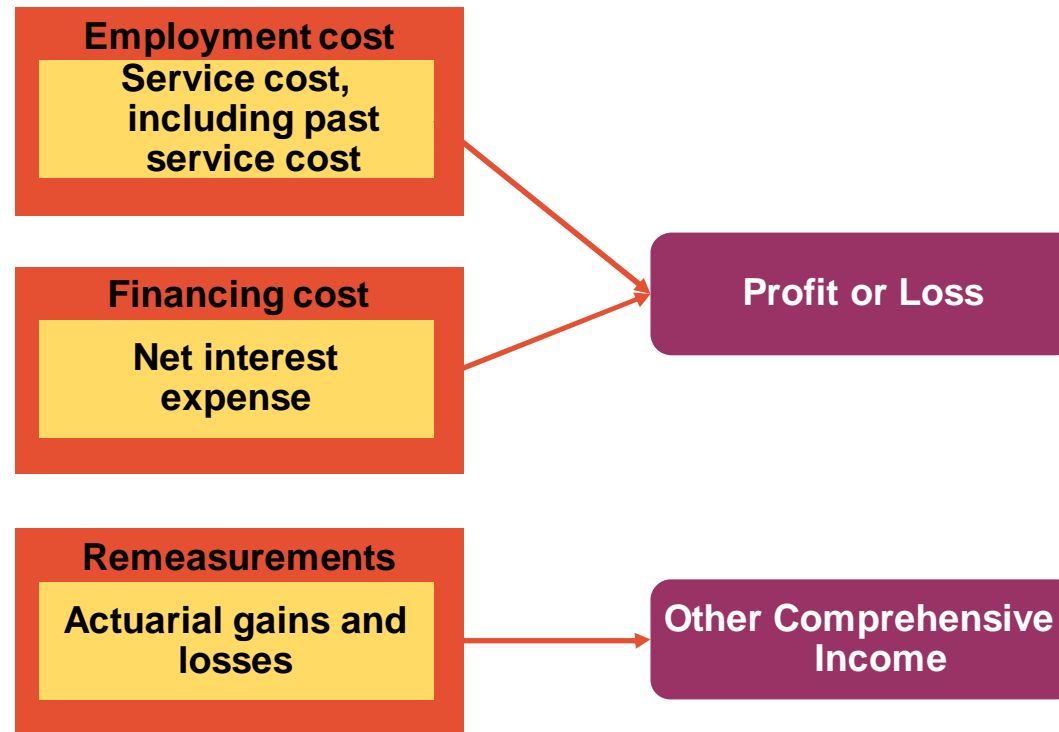 Employment cost
Service cost,
including past
service cost
Financing cost
Net interest
expense
Remeasurements
Actuarial gains and
losses
Profit or Loss
Other Comprehensive
Income